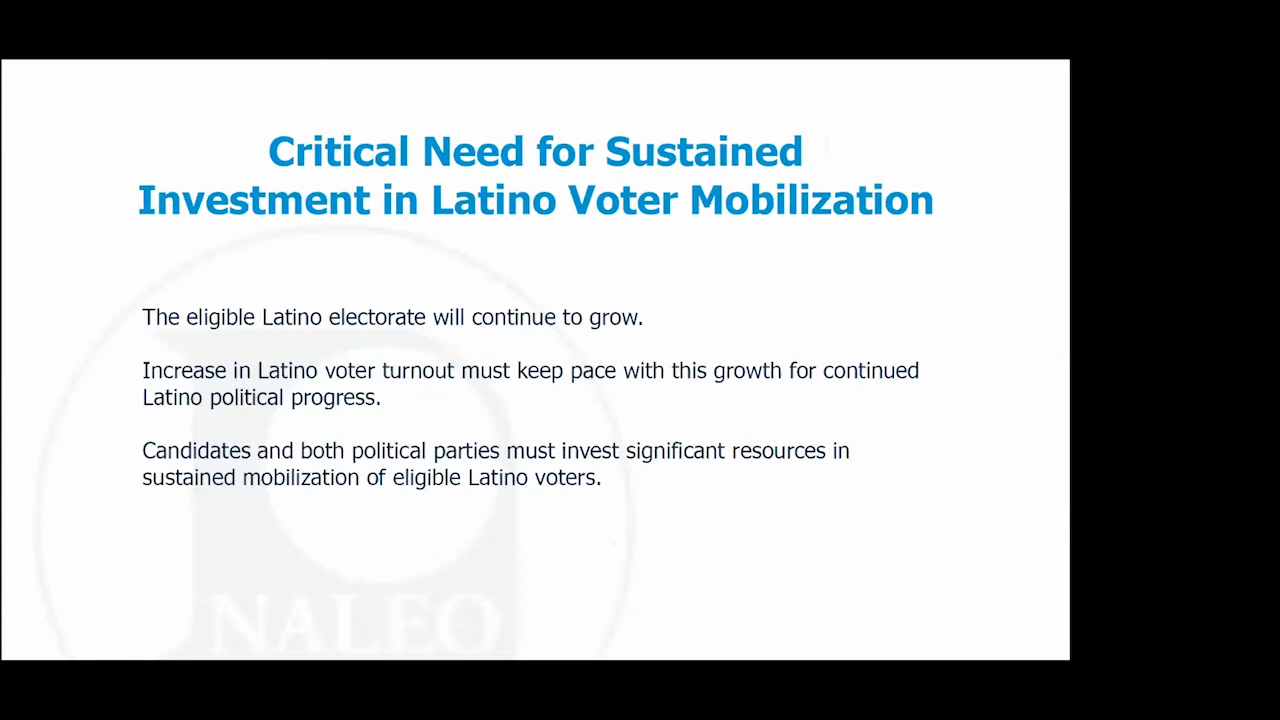 Critical Need for Sustained
Investment in Latino Voter Mobilization
The eligible Latino electorate will continue to grow.
Increase in Latino voter turnout must keep pace with this growth for continued
Latino political progress.
Candidates and both political parties must invest significant resources in
sustained mobilization of eligible Latino voters.
NALEO